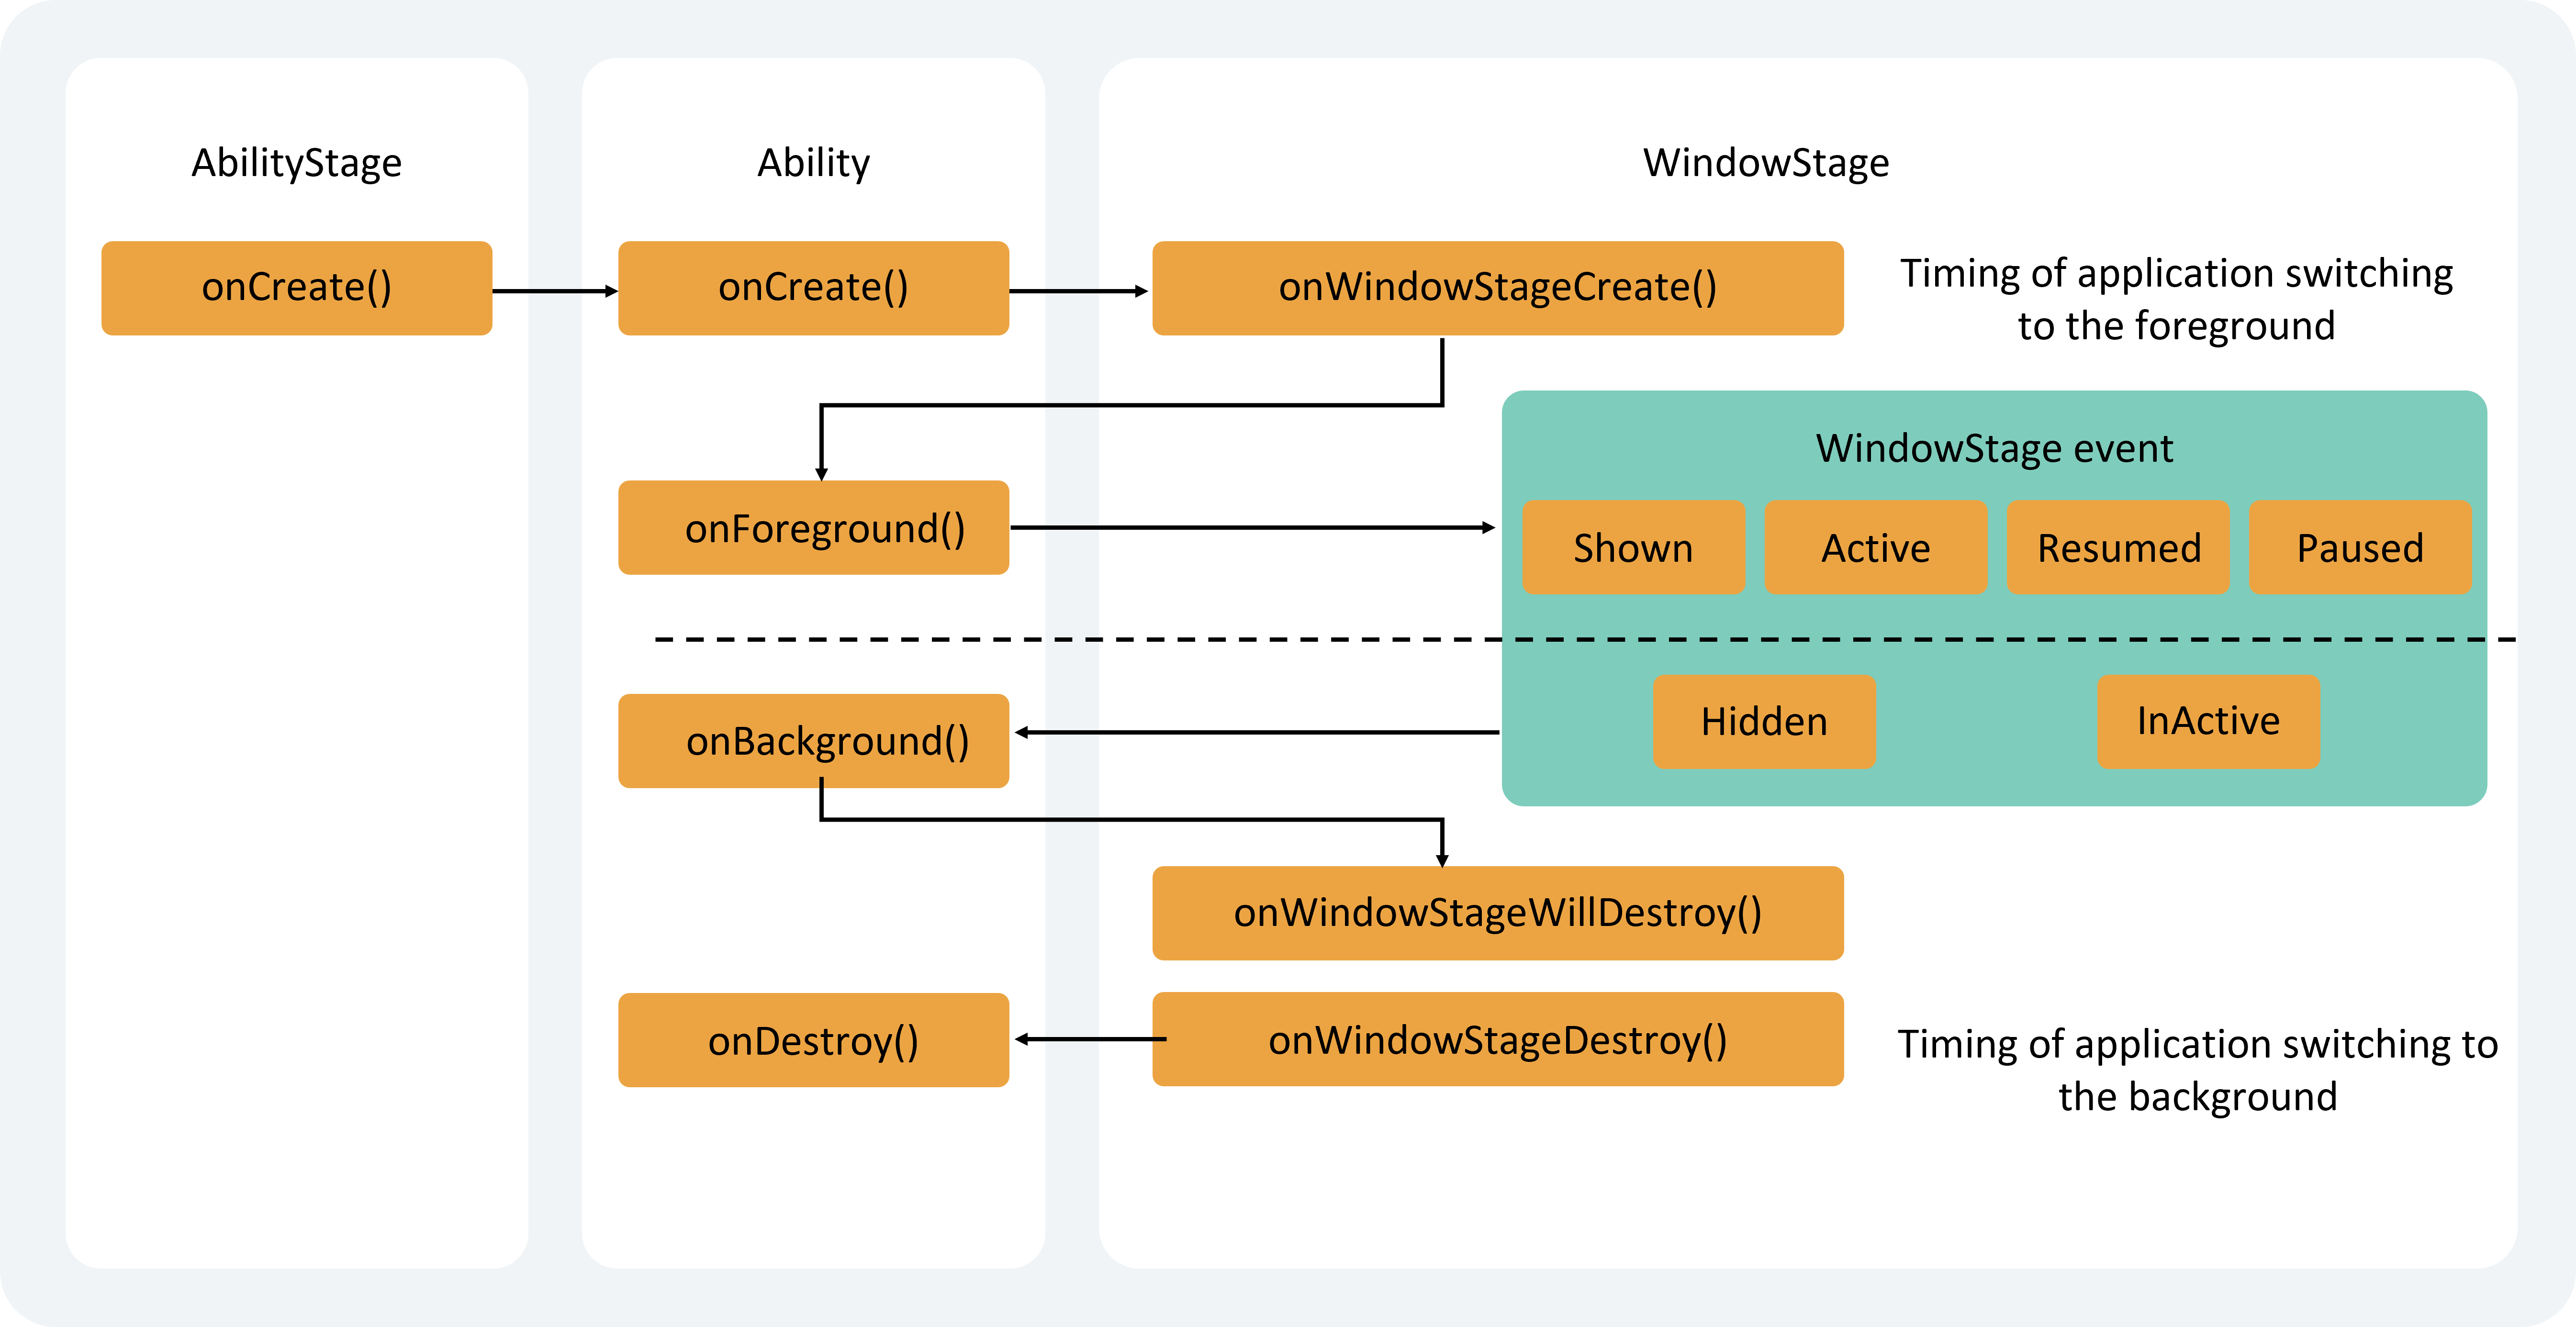 AbilityStage
Ability
WindowStage
onCreate()
onCreate()
onWindowStageCreate()
Timing of application switching
to the foreground
WindowStage event
onForeground()
Shown
Active
Resumed
Paused
onBackground()
Hidden
InActive
onWindowStageWillDestroy()
onDestroy()
onWindowStageDestroy()
Timing of application switching to
the background